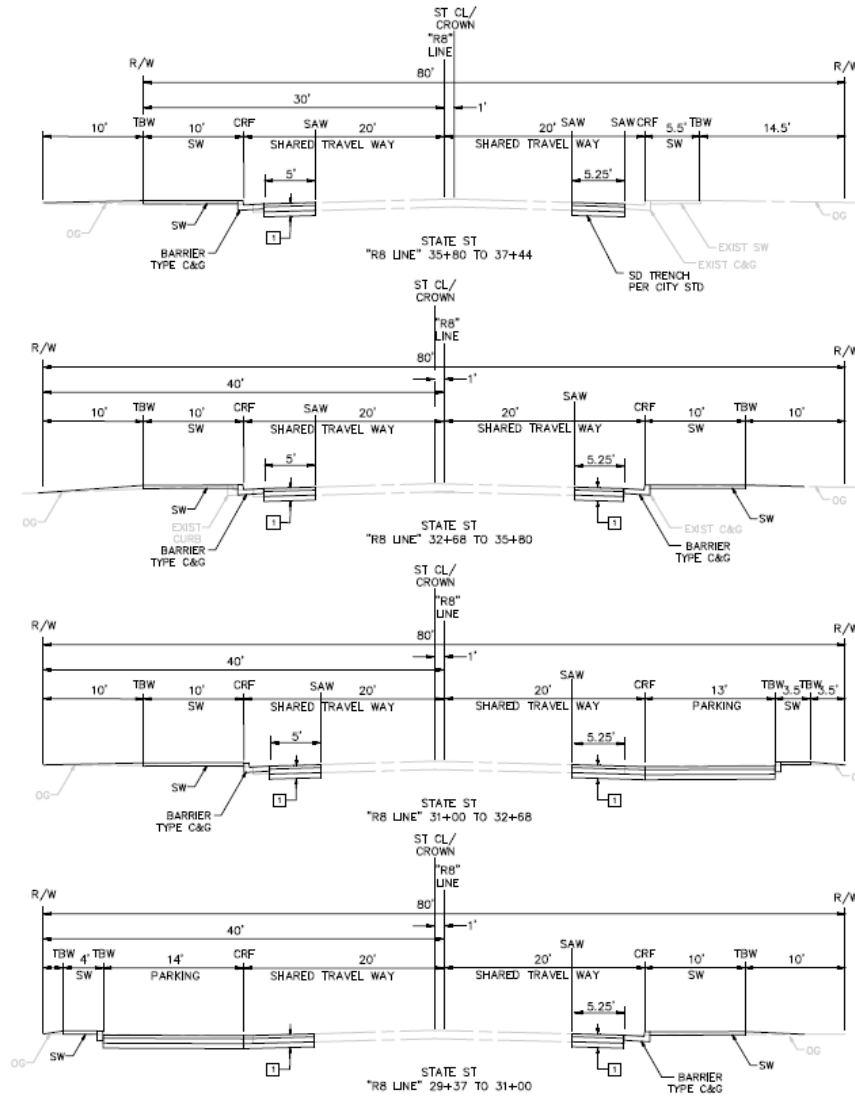 ST CL/
CROWN
"R8"
LINE
R/W
R/W
80'
30'
1'
10'
TBW
10'
SW
CRF
20'
SHARED TRAVEL WAY
SAW
20'
SHARED TRAVEL WAY
SAW
SAW
CRF
5.5'
SW
TBW
14.5'
5'
5.25'
OG
SW
BARRIER
TYPE C&G
1
SD TRENCH
PER CITY STD
EXIST SW
EXIST C&G
OG
STATE ST
"R8 LINE" 35+80 TO 37+44
ST CL/
CROWN
"R8"
LINE
R/W
R/W
80'
40'
1'
10'
TBW
10'
SW
CRF
SAW
20'
SHARED TRAVEL WAY
20'
SHARED TRAVEL WAY
SAW
CRF
10'
SW
TBW
10'
5'
5.25'
OG
SW
EXIST
CURB
BARRIER
TYPE C&G
1
1
EXIST C&G
BARRIER
TYPE C&G
SW
OG
STATE ST
"R8 LINE" 32+68 TO 35+80
ST CL/
CROWN
"R8"
LINE
R/W
R/W
80'
40'
1'
10'
TBW
10'
SW
CRF
SAW
20'
SHARED TRAVEL WAY
20'
SHARED TRAVEL WAY
SAW
CRF
13'
PARKING
TBW
3.5'
SW
TBW
3.5'
5'
5.25'
OG
SW
BARRIER
TYPE C&G
1
1
OG
STATE ST
"R8 LINE" 31+00 TO 32+68
ST CL/
CROWN
"R8"
LINE
R/W
R/W
80'
40'
1'
TBW
4'
SW
TBW
14'
PARKING
CRF
20'
SHARED TRAVEL WAY
20'
SHARED TRAVEL WAY
SAW
CRF
10'
SW
TBW
10'
5.25'
OG
SW
1
1
BARRIER
TYPE C&G
SW
OG
STATE ST
"R8 LINE" 29+37 TO 31+00